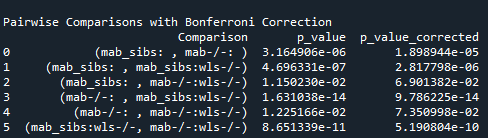 Pairwise Comparisons with Bonferroni Correction
Comparison p_value p_value_corrected
0 (mab_sibs: , mab-/-: ) 3.164906e-06 1.898944e-05
1 (mab_sibs: , mab_sibs:wls-/-) 4.696331e-07 2.817798e-06
2 (mab_sibs: , mab-/-:wls-/-) 1.150230e-02 6.901382e-02
3 (mab-/-: , mab_sibs:wls-/-) 1.631038e-14 9.786225e-14
4 (mab-/-: , mab-/-:wls-/-) 1.225166e-02 7.350998e-02
5 (mab_sibs:wls-/-, mab-/-:wls-/-) 8.651339e-11 5.190804e-10